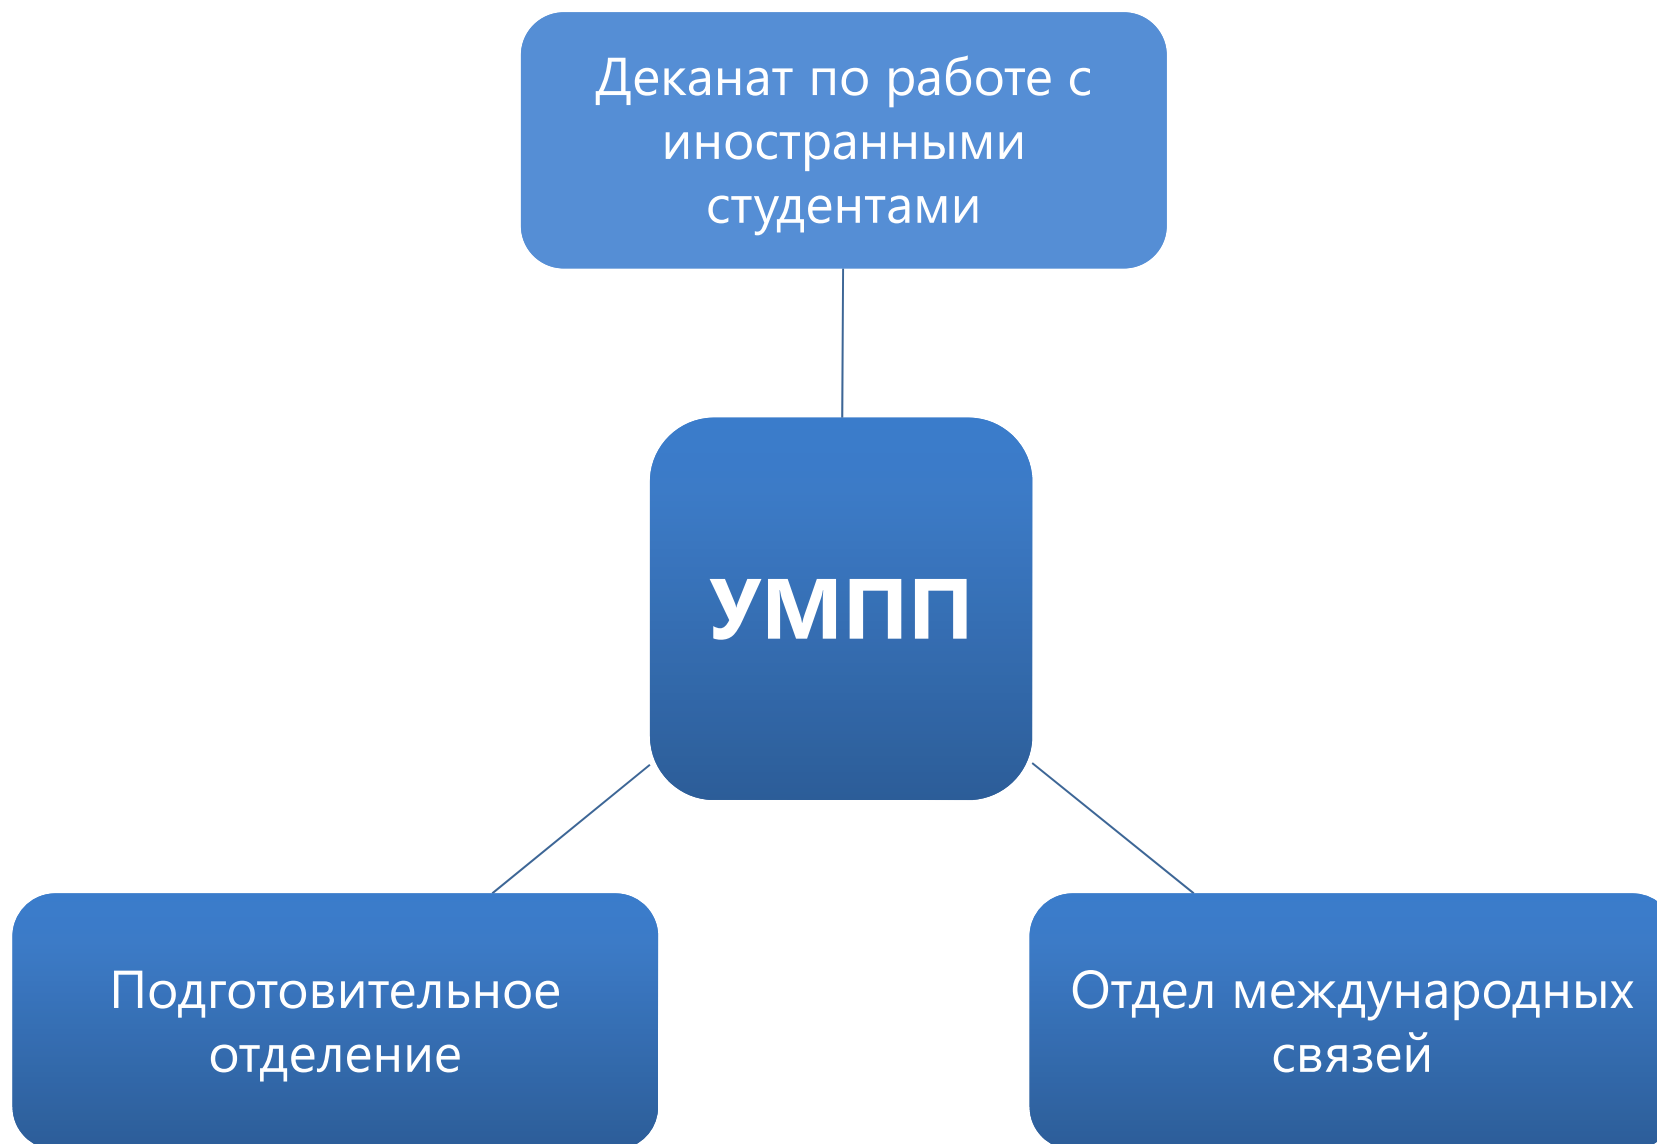 Деканат по работе с
иностранными
студентами
УМПП
Подготовительное
отделение
Отдел международных
связей